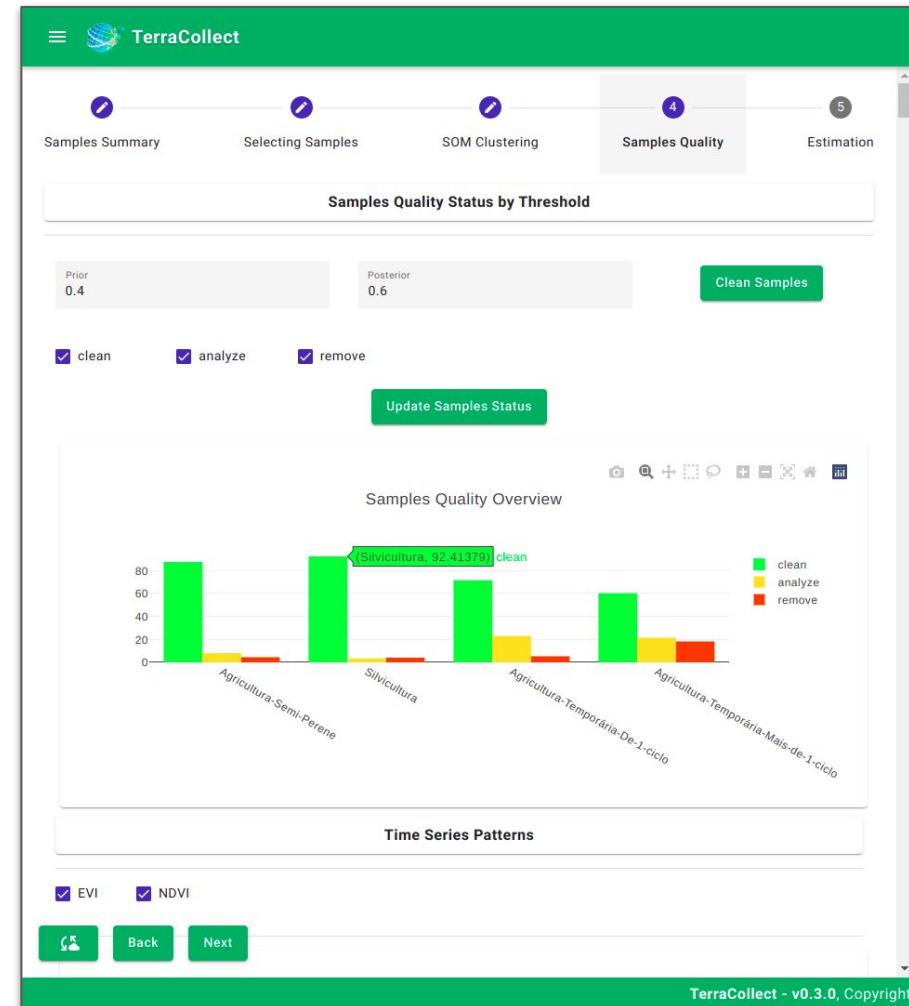 TerraCollect
4 5
Samples Summary Selecting Samples SOM Clustering Samples Quality Estimation
Samples Quality Status by Threshold
Prior Posterior
0.4 0.6 Clean Samples
clean analyze remove
Update Samples Status
Samples Quality Overview
(Silvicultura, 92.41379) clean
80
60
40
20
0
clean
analyze
remove
Agricultura-Semi-Perene
Silvicultura
Agricultura-Temporária-De-1-ciclo
Agricultura-Temporária-Mais-de-1-ciclo
Time Series Patterns
EVI NDVI
Back Next
TerraCollect - v0.3.0, Copyright